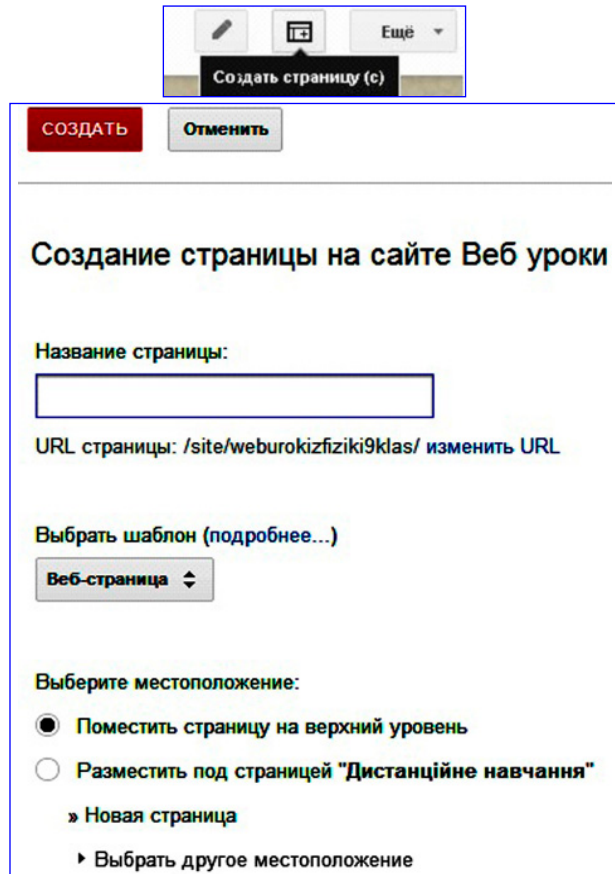 Ещё
Создать страницу (c)
СОЗДАТЬ Отменить
Создание страницы на сайте Веб уроки
Название страницы:
URL страницы: /site/weburokizfiziki9klas/ изменить URL
Выбрать шаблон (подробнее...)
Веб-страница
Выберите местоположение:
Поместить страницу на верхний уровень
Разместить под страницей "Дистанційне навчання"
» Новая страница
Выбрать другое местоположение